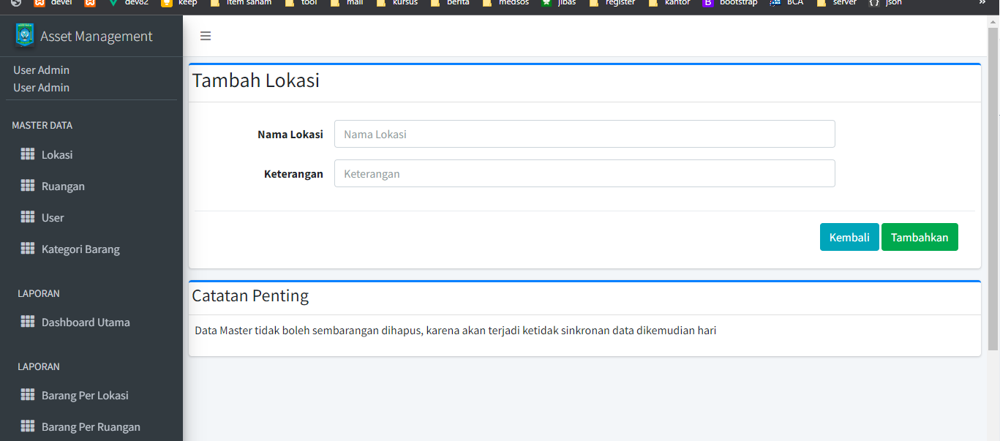 devel
dev82
keep
item saham
tool
mail
kursus
berita
medsos
jibas
register
kantor
B bootstrap
BCA
server
{} json
»
Asset Management
User Admin
User Admin
MASTER DATA
Lokasi
Ruangan
User
Kategori Barang
LAPORAN
Dashboard Utama
LAPORAN
Barang Per Lokasi
Barang Per Ruangan
Tambah Lokasi
Nama Lokasi Nama Lokasi
Keterangan Keterangan
Kembali Tambahkan
Catatan Penting
Data Master tidak boleh sembarangan dihapus, karena akan terjadi ketidak sinkronan data dikemudian hari